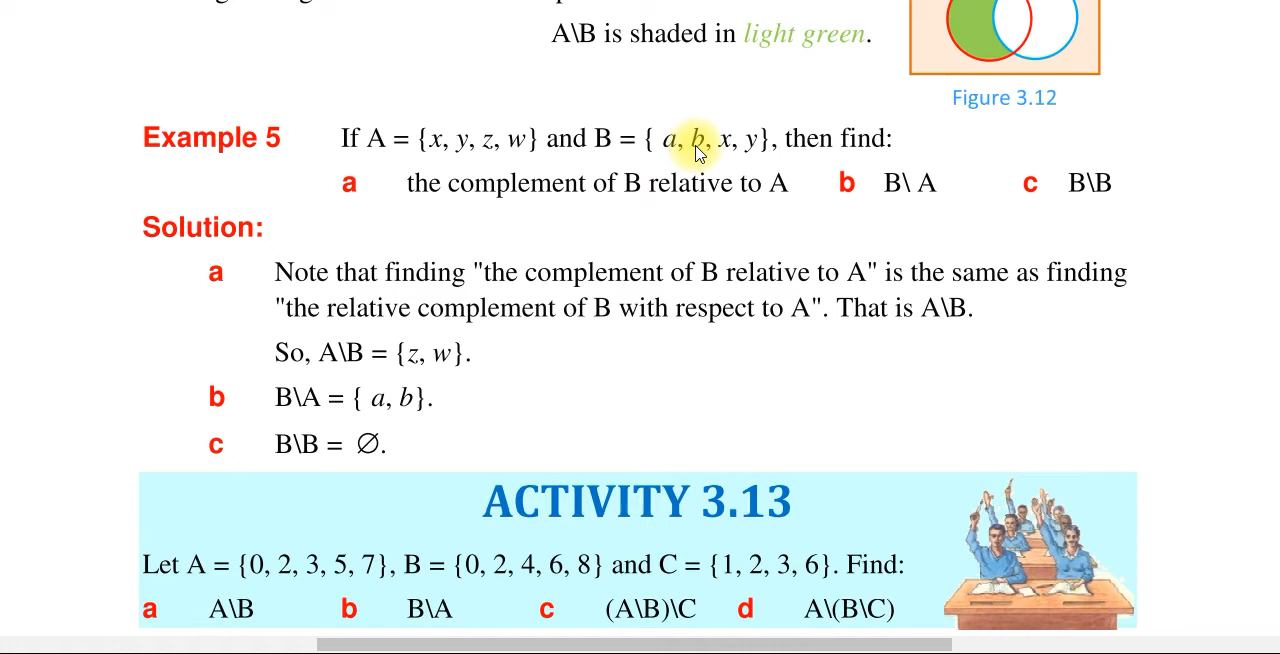 A\B is shaded in light green.
Figure 3.12
Example 5 If A = {x, y, z, w} and B = { a, b, x, y}, then find:
a the complement of B relative to A b B\ A c B\B
Solution:
a Note that finding "the complement of B relative to A" is the same as finding
"the relative complement of B with respect to A". That is A\B.
So, A\B = {z, w}.
b B\A = { a, b}.
c B\B = ∅.
ACTIVITY 3.13
Let A = {0, 2, 3, 5, 7}, B = {0, 2, 4, 6, 8} and C = {1, 2, 3, 6}. Find:
a A\B b B\A c (A\B)\C d A\(B\C)